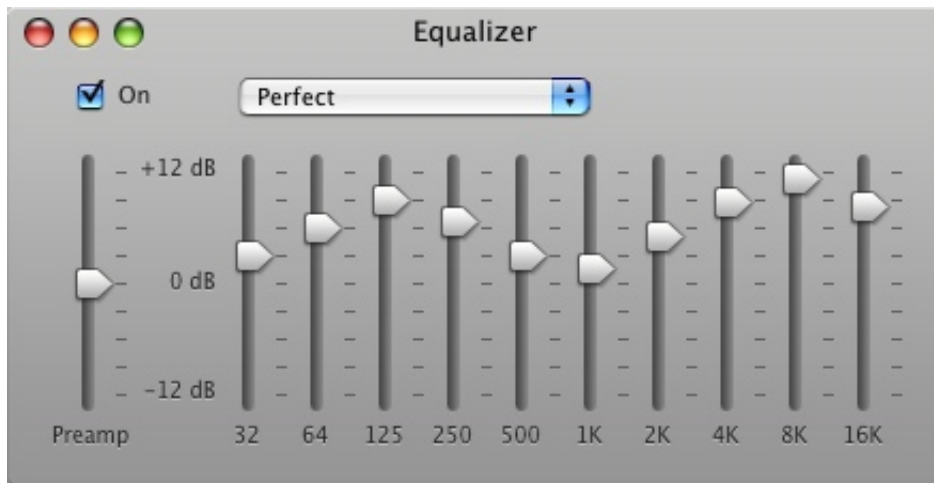 Equalizer
On
Perfect
+12 dB
0 dB
-12 dB
Preamp 32 64 125 250 500 1K 2K 4K 8K 16K